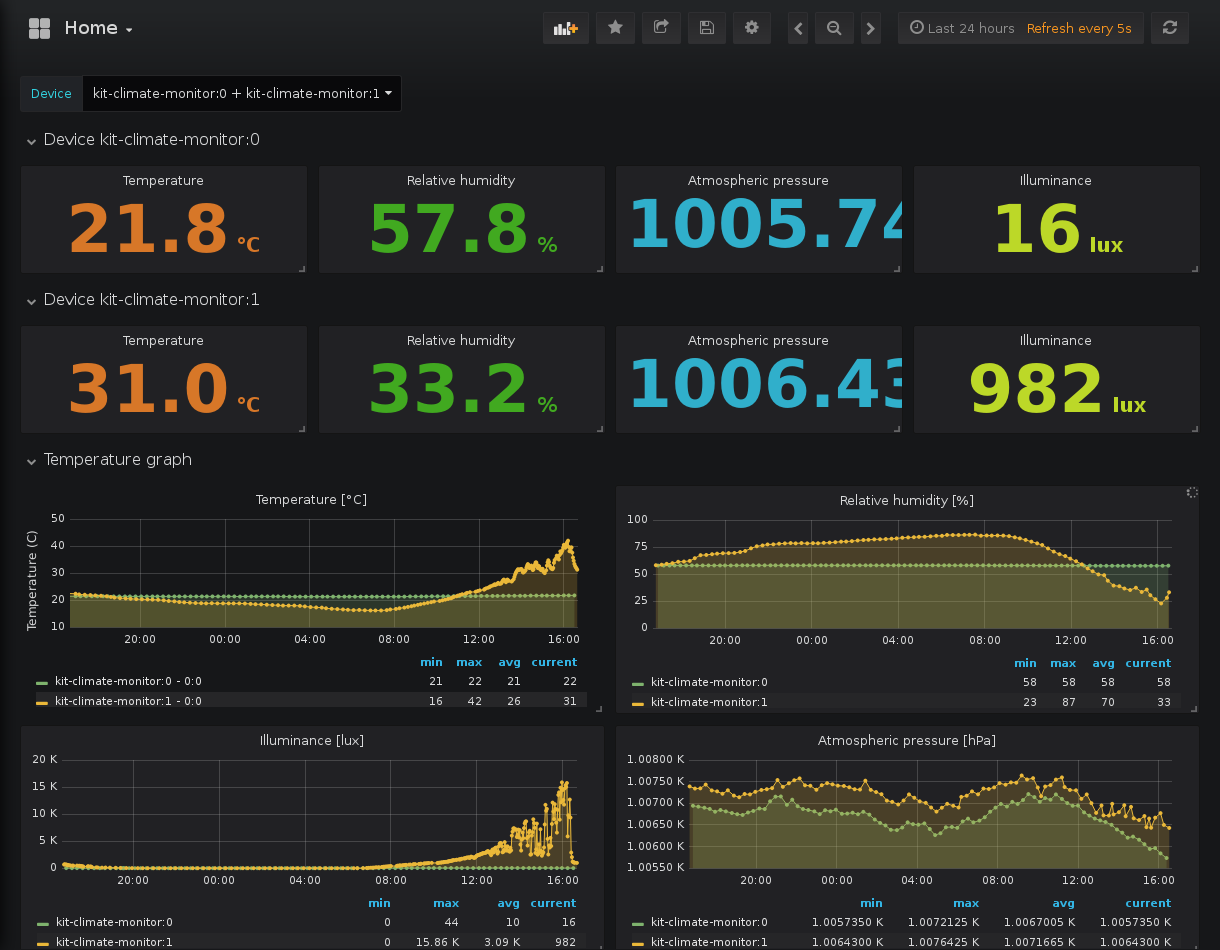 Home
Last 24 hours Refresh every 5s
Device kit-climate-monitor:0 + kit-climate-monitor:1
Device kit-climate-monitor:0
Temperature
21.8 °C
Relative humidity
57.8 %
Atmospheric pressure
1005.74
Illuminance
16 lux
Device kit-climate-monitor:1
Temperature
31.0 °C
Relative humidity
33.2 %
Atmospheric pressure
1006.43
Illuminance
982 lux
Temperature graph
Temperature [°C]
Temperature (C)
50
40
30
20
10
20:00 00:00 04:00 08:00 12:00 16:00
min max avg current
kit-climate-monitor:0 - 0:0 21 22 21 22
kit-climate-monitor:1 - 0:0 16 42 26 31
Relative humidity [%]
100
75
50
25
0
20:00 00:00 04:00 08:00 12:00 16:00
min max avg current
kit-climate-monitor:0 58 58 58 58
kit-climate-monitor:1 23 87 70 33
Illuminance [lux]
20 K
15 K
10 K
5 K
0
20:00 00:00 04:00 08:00 12:00 16:00
min max avg current
kit-climate-monitor:0 0 44 10 16
kit-climate-monitor:1 0 15.86 K 3.09 K 982
Atmospheric pressure [hPa]
1.00800 K
1.00750 K
1.00700 K
1.00650 K
1.00600 K
1.00550 K
20:00 00:00 04:00 08:00 12:00 16:00
min max avg current
kit-climate-monitor:0 1.0057350 K 1.0072125 K 1.0067005 K 1.0057350 K
kit-climate-monitor:1 1.0064300 K 1.0076425 K 1.0071665 K 1.0064300 K